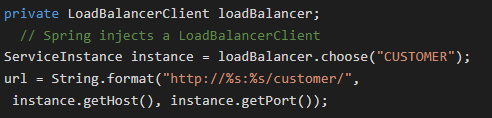 private LoadBalancerClient loadBalancer;
// Spring injects a LoadBalancerClient
ServiceInstance instance = loadBalancer.choose("CUSTOMER");
url = String.format("http://%s:%s/customer/",
instance.getHost(), instance.getPort());